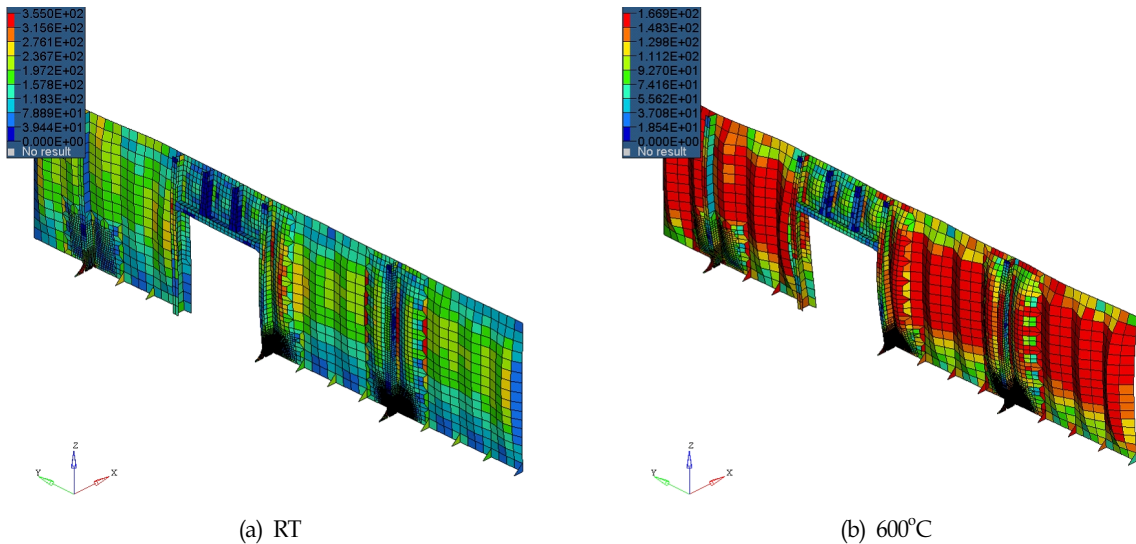 3.550E+02
3.156E+02
2.761E+02
2.367E+02
1.972E+02
1.578E+02
1.183E+02
7.889E+01
3.944E+01
0.000E+00
No result
Z
Y
X
(a) RT
1.669E+02
1.483E+02
1.298E+02
1.112E+02
9.270E+01
7.416E+01
5.562E+01
3.708E+01
1.854E+01
0.000E+00
No result
Z
Y
X
(b) 600°C